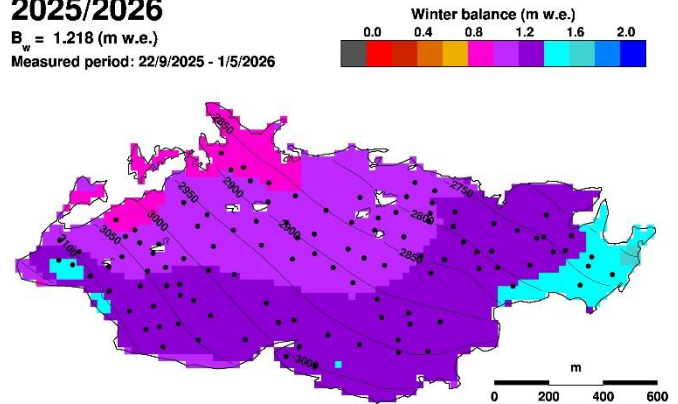 2025/2026
B_w = 1.218 (m w.e.)
Measured period: 22/9/2025 - 1/5/2026
Winter balance (m w.e.)
0.0 0.4 0.8 1.2 1.6 2.0
2850
2750
2950
2900
3000
2800
2900
3050
3100
2850
3000
m
0 200 400 600